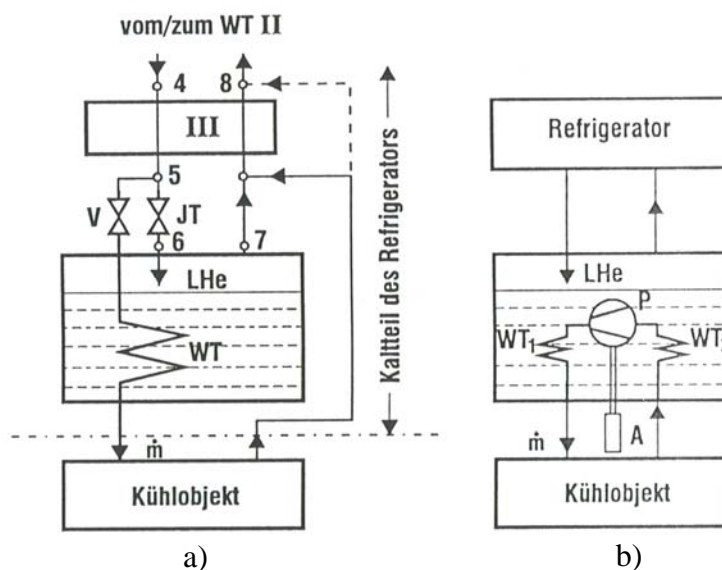 vom/zum WT II
4
8
III
5
V
JT
6
7
LHe
WT
ṁ
Kühlobjekt
Kaltteil des Refrigerators
a)
Refrigerator
LHe
P
WT1
WT
ṁ
A
Kühlobjekt
b)